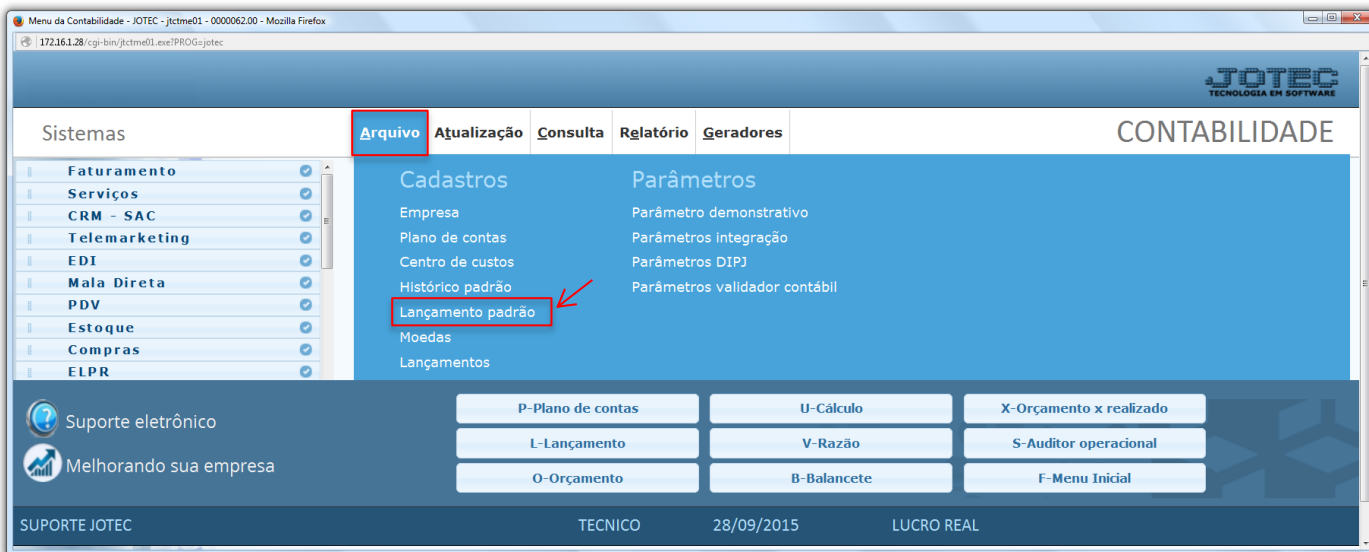 Menu da Contabilidade - JOTEC - jtctme01 - 0000062.00 - Mozilla Firefox
172.16.1.28/cgi-bin/jtctme01.exe?PROG=jotec
JOTEC
TECNOLOGIA EM SOFTWARE
Sistemas
Arquivo Atualização Consulta Relatório Geradores
CONTABILIDADE
Faturamento
Serviços
CRM - SAC
Telemarketing
EDI
Mala Direta
PDV
Estoque
Compras
ELPR
Cadastros
Empresa
Plano de contas
Centro de custos
Histórico padrão
Lançamento padrão
Moedas
Lançamentos
Parâmetros
Parâmetro demonstrativo
Parâmetros integração
Parâmetros DIPJ
Parâmetros validador contábil
Suporte eletrônico
Melhorando sua empresa
P-Plano de contas U-Cálculo X-Orçamento x realizado
L-Lançamento V-Razão S-Auditor operacional
O-Orçamento B-Balancete F-Menu Inicial
SUPORTE JOTEC TECNICO 28/09/2015 LUCRO REAL